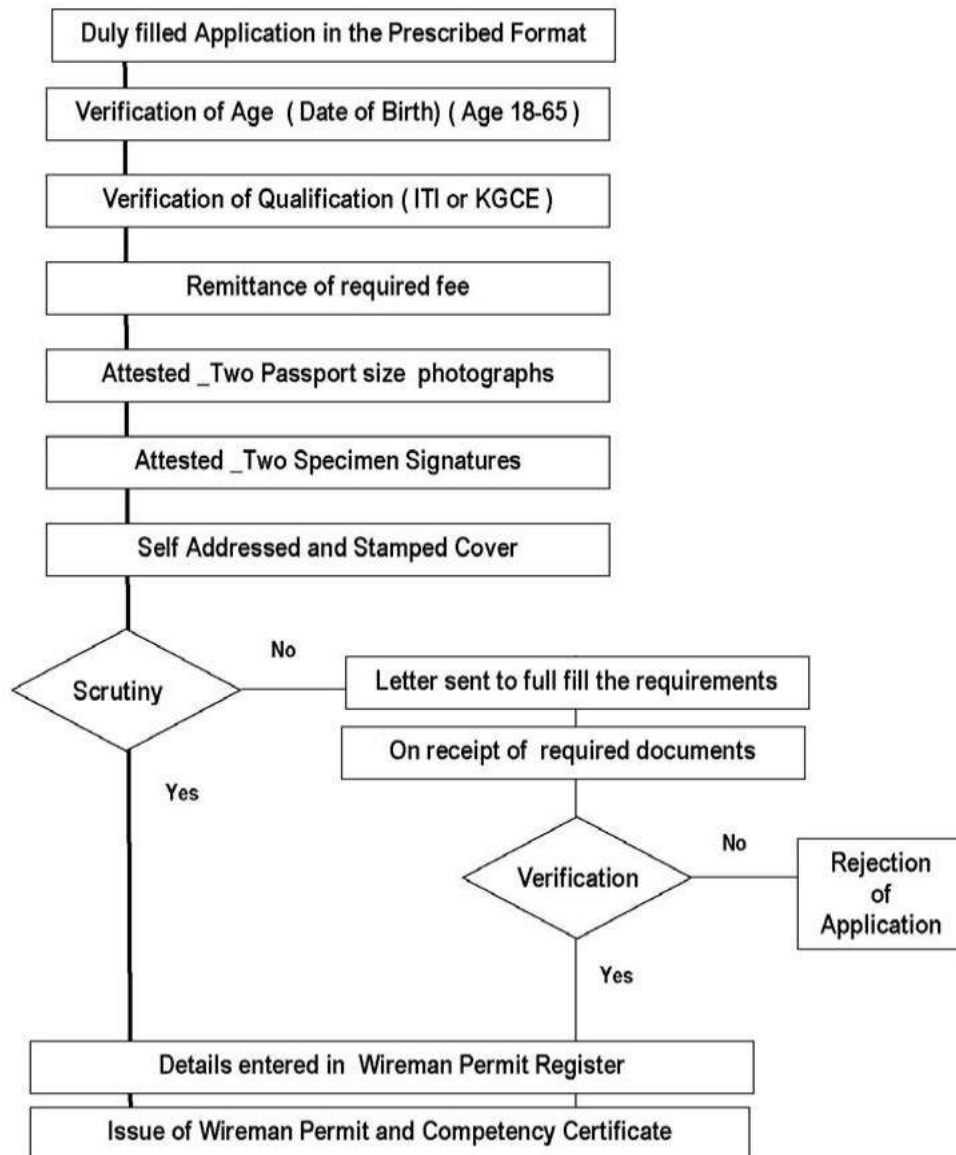 Duly filled Application in the Prescribed Format
Verification of Age ( Date of Birth) ( Age 18-65 )
Verification of Qualification ( ITI or KGCE )
Remittance of required fee
Attested _Two Passport size photographs
Attested _Two Specimen Signatures
Self Addressed and Stamped Cover
Scrutiny
No
Letter sent to full fill the requirements
On receipt of required documents
Yes
Verification
No
Rejection
of
Application
Yes
Details entered in Wireman Permit Register
Issue of Wireman Permit and Competency Certificate